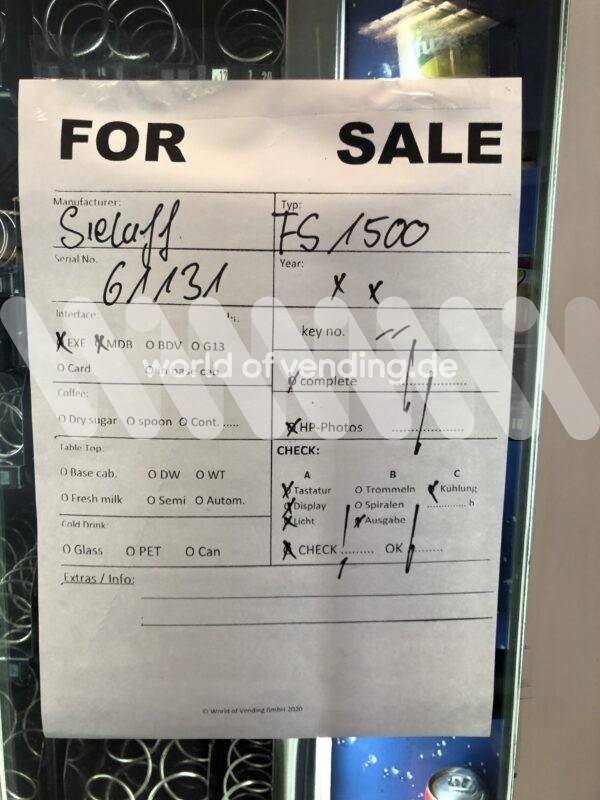 FOR SALE
Manufacturer: Typ:
Sielaff FS 1500
Serial No. Year:
61131 x x
Interface:
X EXE X MDB O BDV O G13 key no. —
O Card O in base cap.
world of vending.de
O complete ..................
Coffee:
O Dry sugar O spoon O Cont. ..... X HP-Photos ..................
Table Top: CHECK:
A B C
O Base cab. O DW O WT X Tastatur O Trommeln X Kühlung
O Fresh milk O Semi O Autom. X Display O Spiralen .............. h
X Licht X Ausgabe
Cold Drink:
O Glass O PET O Can X CHECK ......... OK .........
Extras / Info:
© World of Vending GmbH 2020